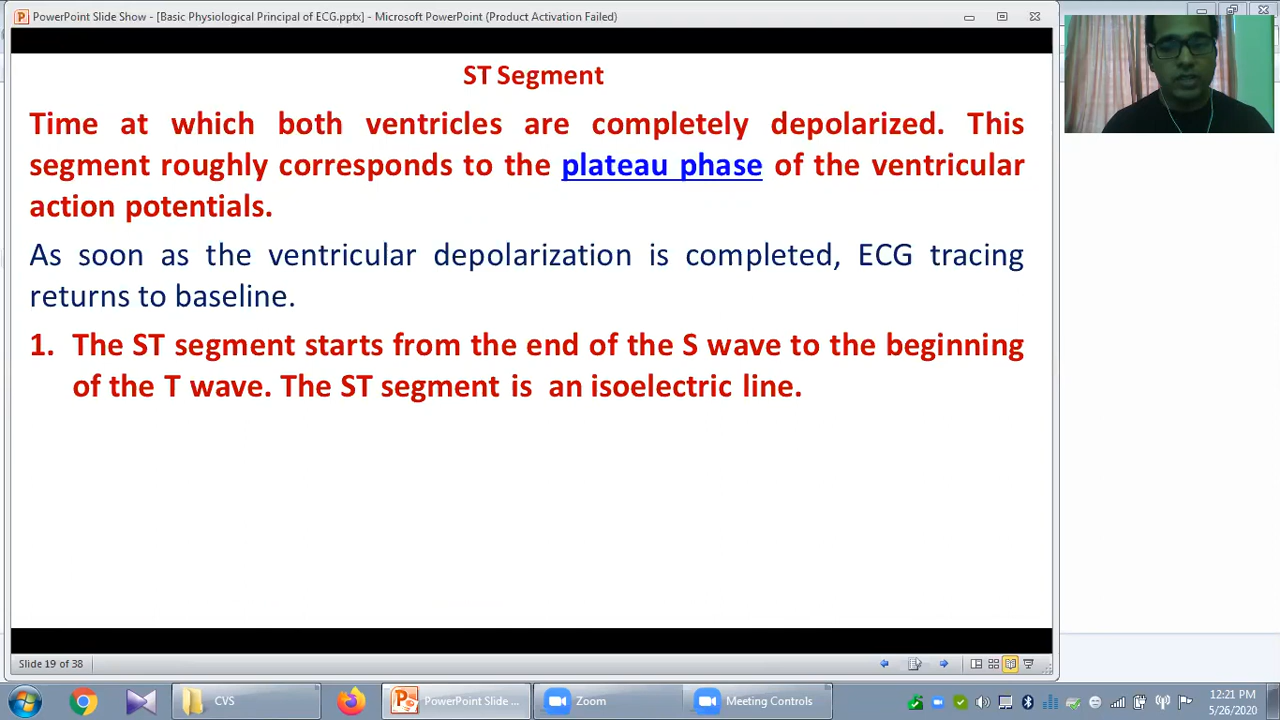 PowerPoint Slide Show - [Basic Physiological Principal of ECG.pptx] - Microsoft PowerPoint (Product Activation Failed)
ST Segment
Time at which both ventricles are completely depolarized. This
segment roughly corresponds to the plateau phase of the ventricular
action potentials.
As soon as the ventricular depolarization is completed, ECG tracing
returns to baseline.
1. The ST segment starts from the end of the S wave to the beginning
of the T wave. The ST segment is an isoelectric line.
Slide 19 of 38
CVS
PowerPoint Slide ...
Zoom
Meeting Controls
12:21 PM
5/26/2020